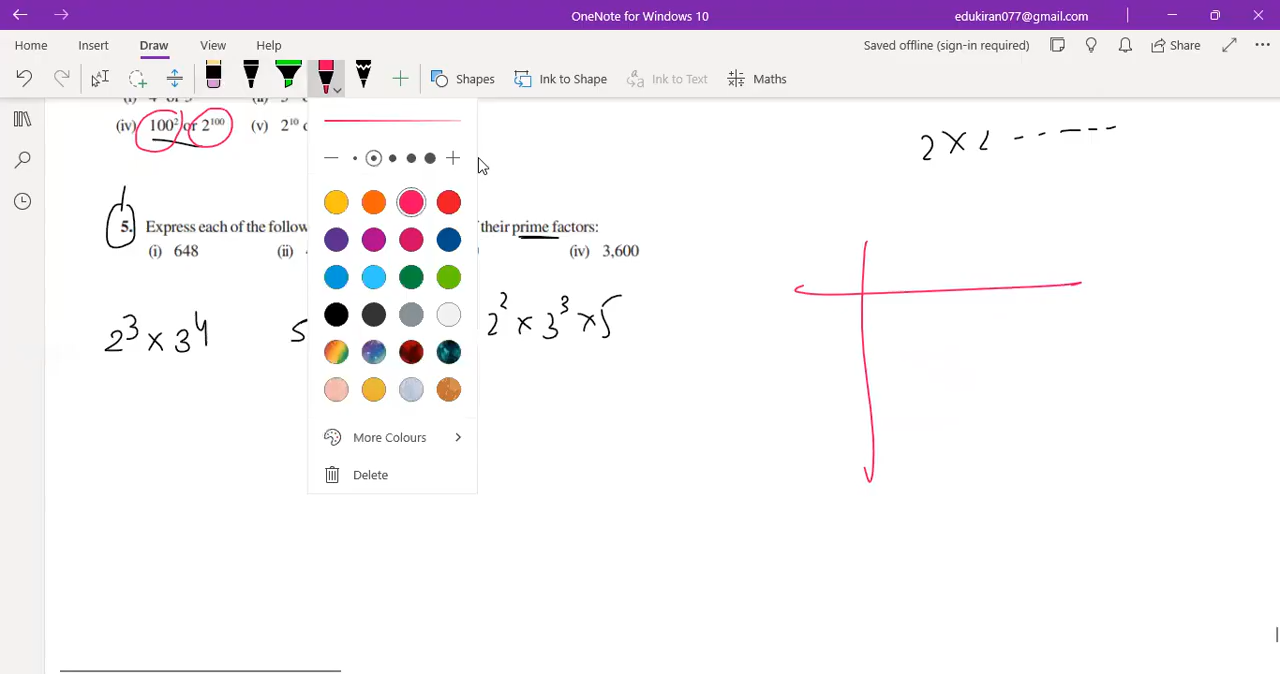 OneNote for Windows 10
edukiran077@gmail.com
Home Insert Draw View Help
Saved offline (sign-in required) Share
Shapes Ink to Shape Ink to Text Maths
(iv) 100² or 2¹⁰⁰ (v) 2¹⁰
2 × 2 - - - - - -
5. Express each of the follow their prime factors:
(i) 648 (ii) (iv) 3,600
2³ × 3⁴ 5 2² × 3³ × 5
More Colours
Delete